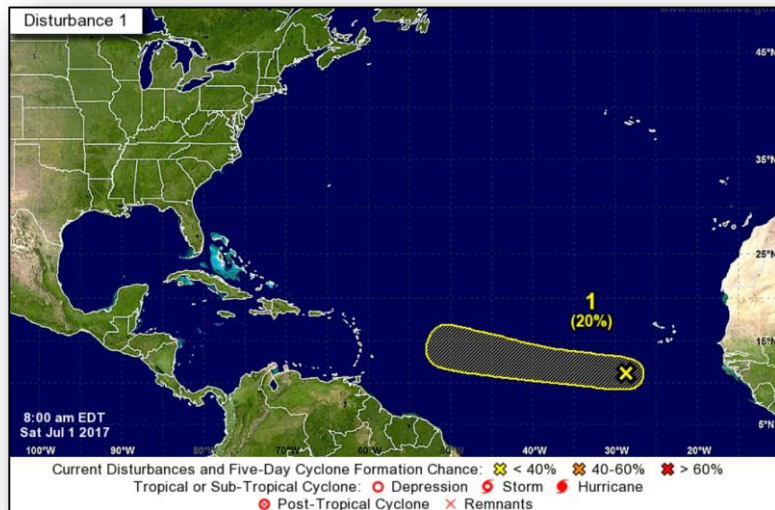 Disturbance 1
45°N
35°N
25°N
1
(20%)
15°N
8:00 am EDT
Sat Jul 1 2017
5°N
100°W 90°W 80°W 70°W 60°W 50°W 40°W 30°W 20°W
Current Disturbances and Five-Day Cyclone Formation Chance: < 40% 40-60% > 60%
Tropical or Sub-Tropical Cyclone: Depression Storm Hurricane
Post-Tropical Cyclone Remnants